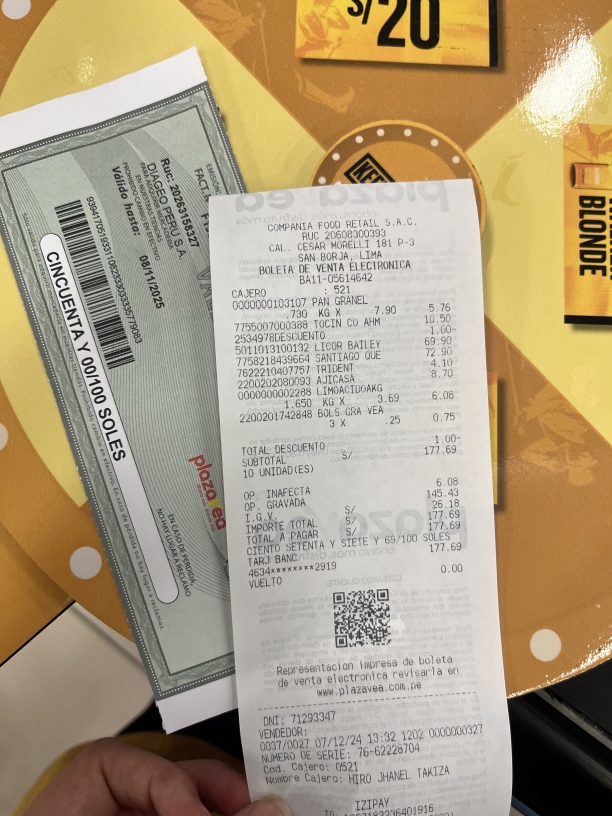 S/20
BLONDE
Ruc: 20263158327
DIAGEO PERU S.A.
Válido hasta: 08/11/2025
CINCUENTA Y 00/100 SOLES
plazaVea
EN CASO DE PERDIDA
NO HAY LUGAR A RECLAMO
COMPANIA FOOD RETAIL S.A.C.
RUC 20608300393
CAL. CESAR MORELLI 181 P-3
SAN BORJA, LIMA
BOLETA DE VENTA ELECTRONICA
BA11-05614642
CAJERO : 521
0000000103107 PAN GRANEL
.730 KG X 7.90 5.76
7755007000388 TOCIN CO AHM 10.50
2534978DESCUENTO 1.00-
5011013100132 LICOR BAILEY 69.90
7758218439664 SANTIAGO QUE 72.90
7622210407757 TRIDENT 4.10
2200202080093 AJICASA 8.70
0000000002288 LIMOACIDOAKG
1.650 KG X 3.69 6.08
2200201742848 BOLS GRA VEA
3 X .25 0.75
TOTAL DESCUENTO 1.00-
SUBTOTAL S/ 177.69
10 UNIDAD(ES)
OP. INAFECTA 6.08
OP. GRAVADA S/ 145.43
I.G.V. S/ 26.18
IMPORTE TOTAL S/ 177.69
TOTAL A PAGAR S/ 177.69
CIENTO SETENTA Y SIETE Y 69/100 SOLES
TARJ BANC 177.69
4634********2919
VUELTO 0.00
Representacion impresa de boleta
de venta electronica revisarla en
www.plazavea.com.pe
DNI: 71293347
VENDEDOR:
0037/0027 07/12/24 13:32 1202 0000000327
NUMERO DE SERIE: 76-62228704
Cod. Cajero: 0521
Nombre Cajero: HIRO JHANEL TAKIZA
IZIPAY